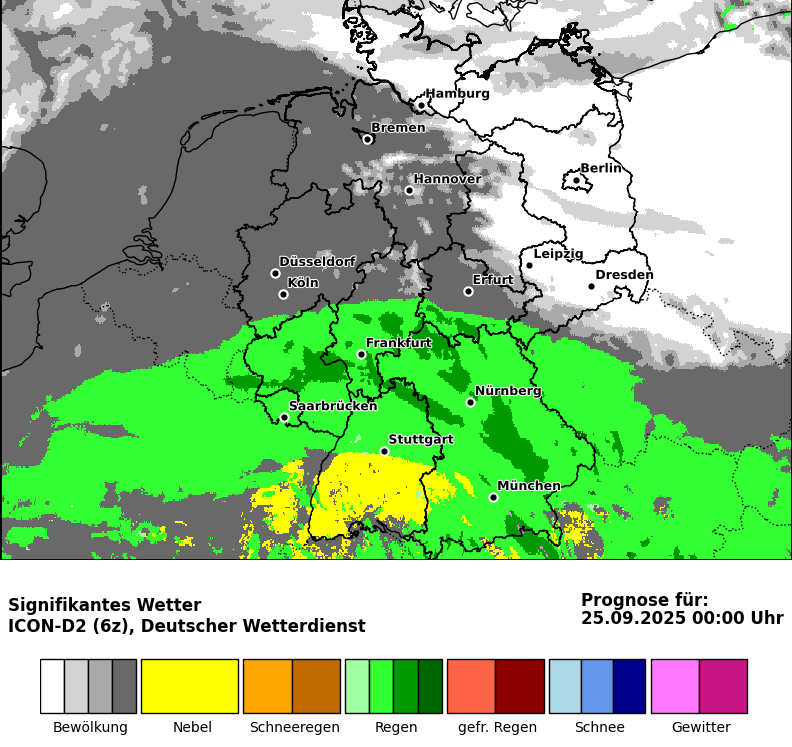 Hamburg
Bremen
Berlin
Hannover
Leipzig
Düsseldorf
Dresden
Köln
Erfurt
Frankfurt
Nürnberg
Saarbrücken
Stuttgart
München
Signifikantes Wetter
ICON-D2 (6z), Deutscher Wetterdienst
Prognose für:
25.09.2025 00:00 Uhr
Bewölkung Nebel Schneeregen Regen gefr. Regen Schnee Gewitter